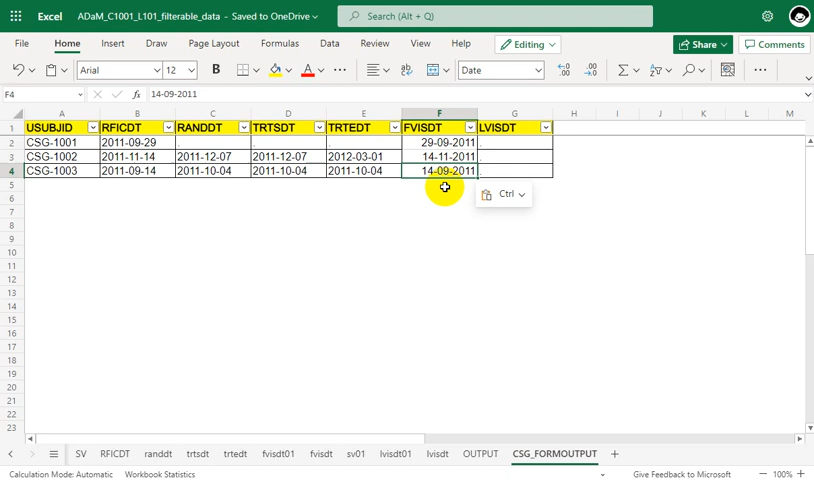 Excel ADaM_C1001_L101_filterable_data - Saved to OneDrive Search (Alt + Q)
File Home Insert Draw Page Layout Formulas Data Review View Help Editing Share Comments
Arial 12 B A ab Date
F4 fx 14-09-2011
A B C D E F G H I J K L M
1 USUBJID RFICDT RANDDT TRTSDT TRTEDT FVISDT LVISDT
2 CSG-1001 2011-09-29 . . . 29-09-2011 .
3 CSG-1002 2011-11-14 2011-12-07 2011-12-07 2012-03-01 14-11-2011 .
4 CSG-1003 2011-09-14 2011-10-04 2011-10-04 2011-10-04 14-09-2011 .
5
Ctrl
6
7
8
9
10
11
12
13
14
15
16
17
18
19
20
21
22
23
SV RFICDT randdt trtsdt trtedt fvisdt01 fvisdt sv01 lvisdt01 lvisdt OUTPUT CSG_FORMOUTPUT +
Calculation Mode: Automatic Workbook Statistics Give Feedback to Microsoft — 100% +